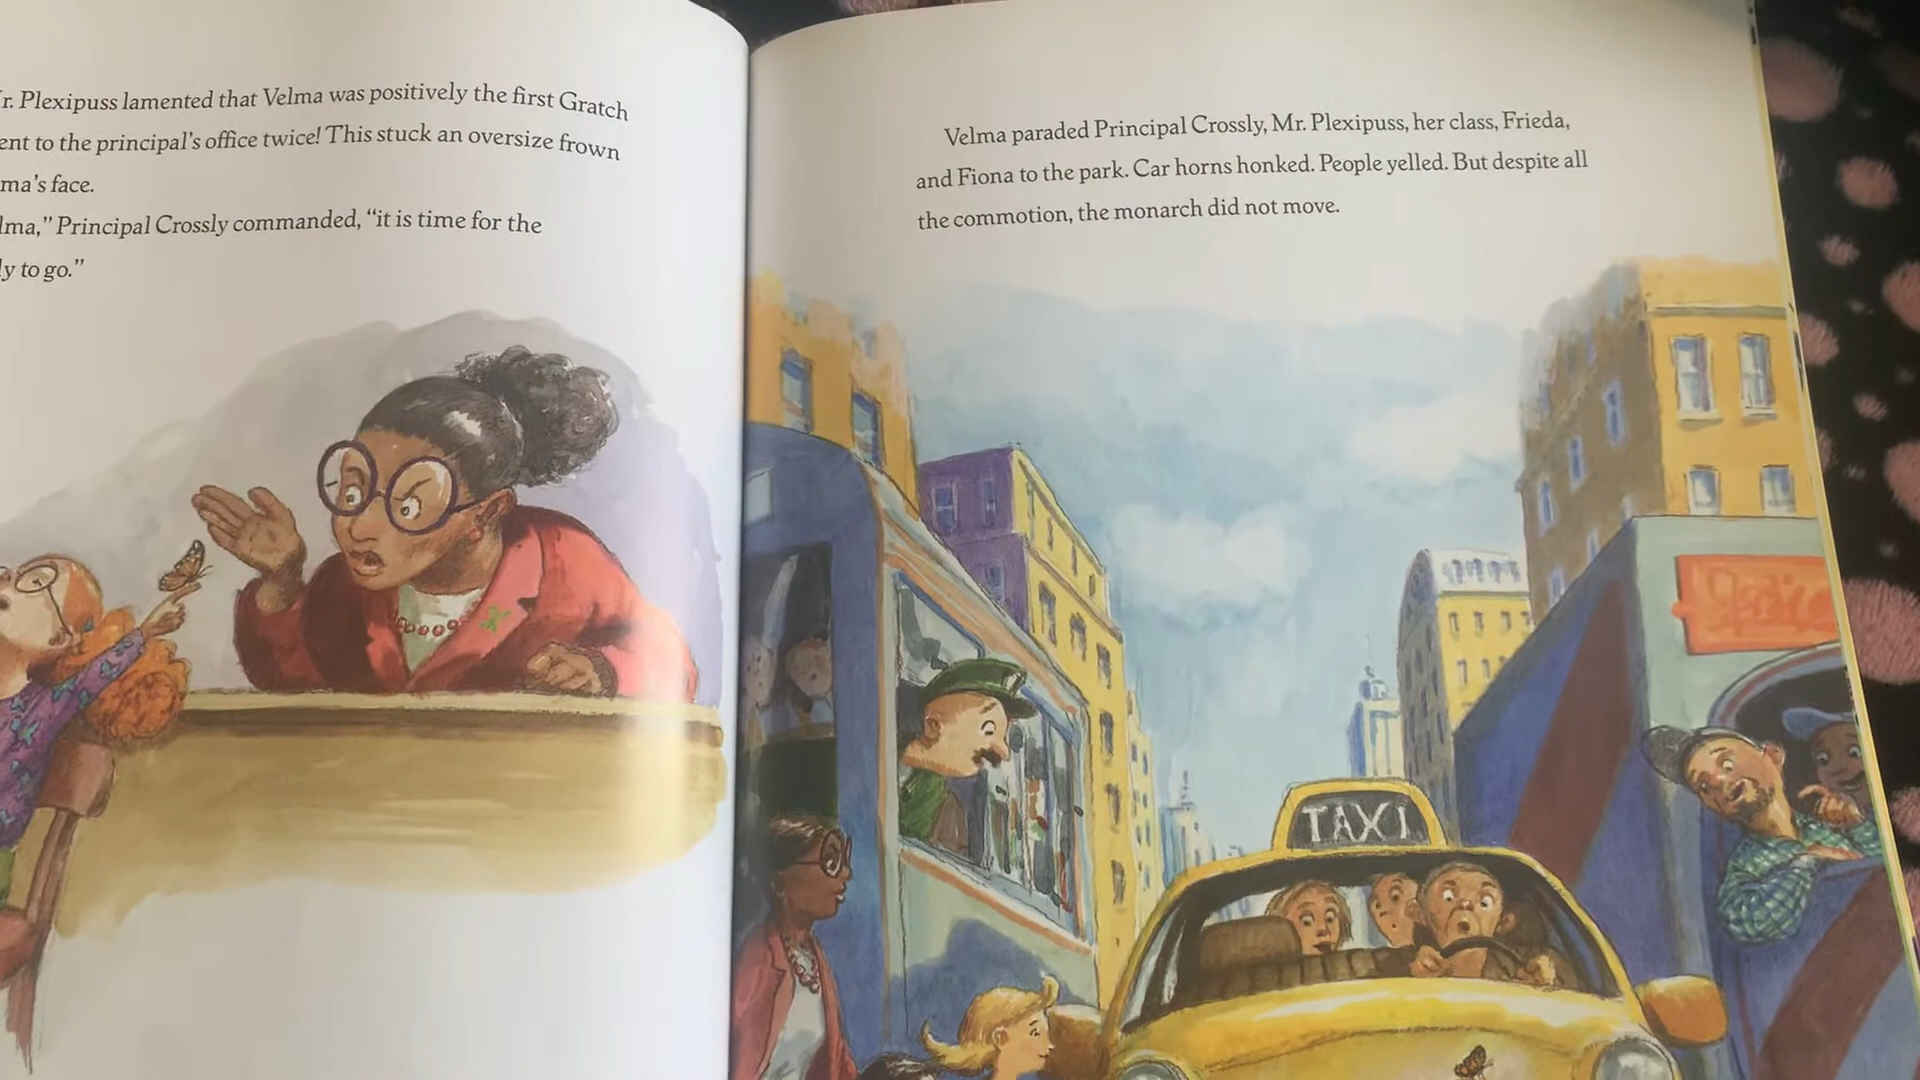 r. Plexipuss lamented that Velma was positively the first Gratch
ent to the principal's office twice! This stuck an oversize frown
ma's face.
lma,” Principal Crossly commanded, “it is time for the
ly to go.”
Velma paraded Principal Crossly, Mr. Plexipuss, her class, Frieda,
and Fiona to the park. Car horns honked. People yelled. But despite all
the commotion, the monarch did not move.
TAXI